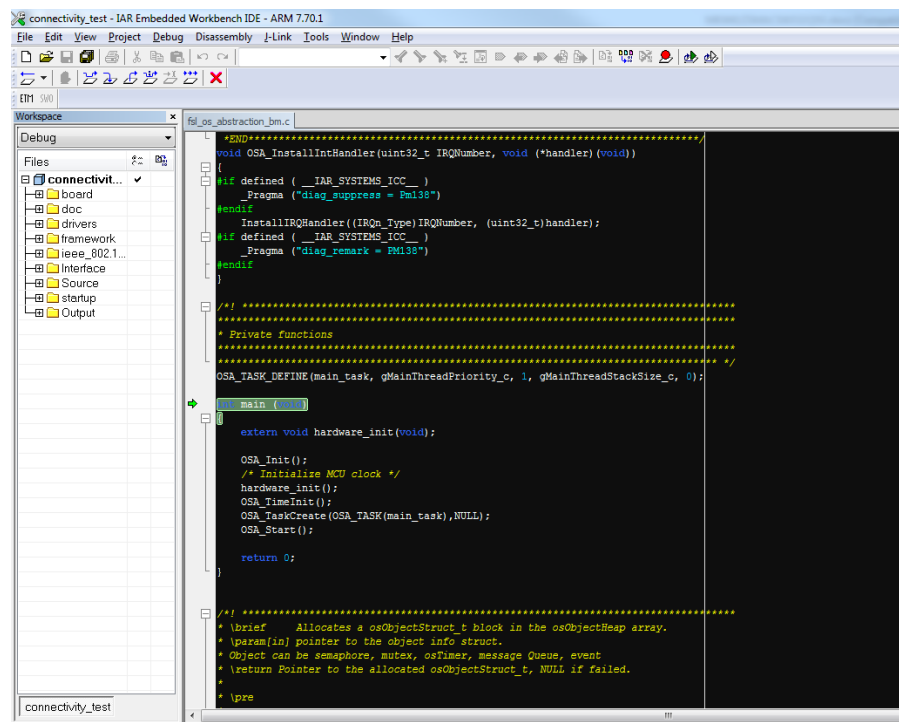 connectivity_test - IAR Embedded Workbench IDE - ARM 7.70.1
File Edit View Project Debug Disassembly J-Link Tools Window Help
ETM SWO
Workspace
fsl_os_abstraction_bm.c
Debug
Files
connectivit...
board
doc
drivers
framework
ieee_802.1...
Interface
Source
startup
Output
connectivity_test
*END**************************************************************************/
void OSA_InstallIntHandler(uint32_t IRQNumber, void (*handler)(void))
{
#if defined ( __IAR_SYSTEMS_ICC__ )
_Pragma ("diag_suppress = Pm138")
#endif
InstallIRQHandler((IRQn_Type)IRQNumber, (uint32_t)handler);
#if defined ( __IAR_SYSTEMS_ICC__ )
_Pragma ("diag_remark = PM138")
#endif
}
/*! *********************************************************************************
*************************************************************************************
* Private functions
*************************************************************************************
********************************************************************************** */
OSA_TASK_DEFINE(main_task, gMainThreadPriority_c, 1, gMainThreadStackSize_c, 0);
int main (void)
{
extern void hardware_init(void);
OSA_Init();
/* Initialize MCU clock */
hardware_init();
OSA_TimeInit();
OSA_TaskCreate(OSA_TASK(main_task),NULL);
OSA_Start();
return 0;
}
/*! *********************************************************************************
* \brief Allocates a osObjectStruct_t block in the osObjectHeap array.
* \param[in] pointer to the object info struct.
* Object can be semaphore, mutex, osTimer, message Queue, event
* \return Pointer to the allocated osObjectStruct_t, NULL if failed.
*
* \pre